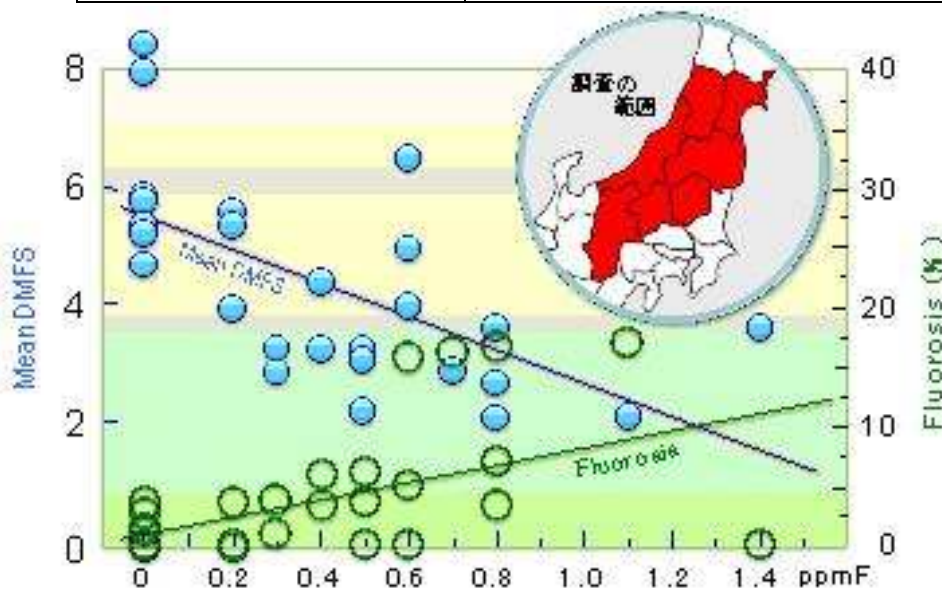 8
6
4
2
0
Mean DMFS
調査の
範囲
Mean DMFS
Fluorosis
40
30
20
10
0
Fluorosis (%)
0 0.2 0.4 0.6 0.8 1.0 1.2 1.4 ppmF